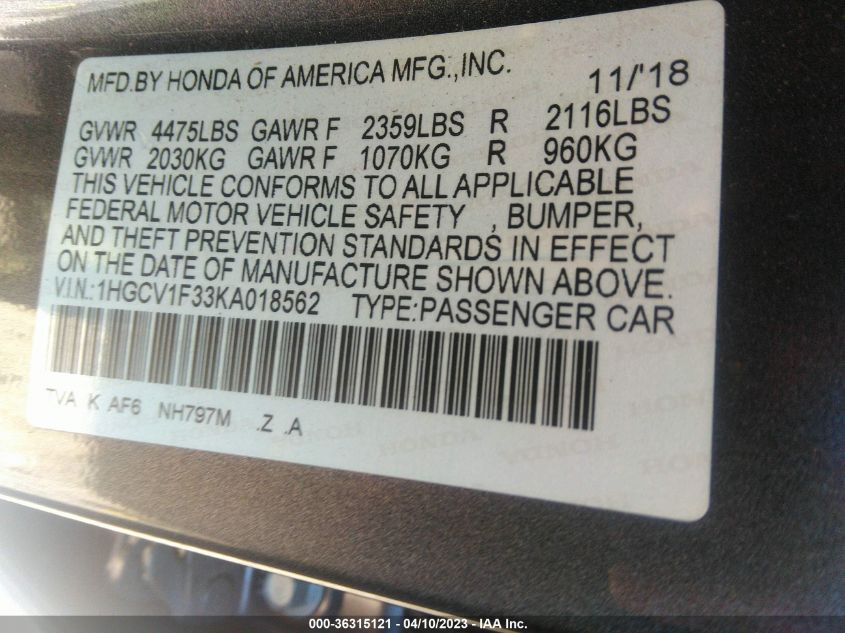 MFD.BY HONDA OF AMERICA MFG.,INC. 11/'18
GVWR 4475LBS GAWR F 2359LBS R 2116LBS
GVWR 2030KG GAWR F 1070KG R 960KG
THIS VEHICLE CONFORMS TO ALL APPLICABLE
FEDERAL MOTOR VEHICLE SAFETY , BUMPER,
AND THEFT PREVENTION STANDARDS IN EFFECT
ON THE DATE OF MANUFACTURE SHOWN ABOVE.
V.I.N.:1HGCV1F33KA018562 TYPE:PASSENGER CAR
TVA K AF6 NH797M .Z .A
HONDA
000-36315121 - 04/10/2023 - IAA Inc.